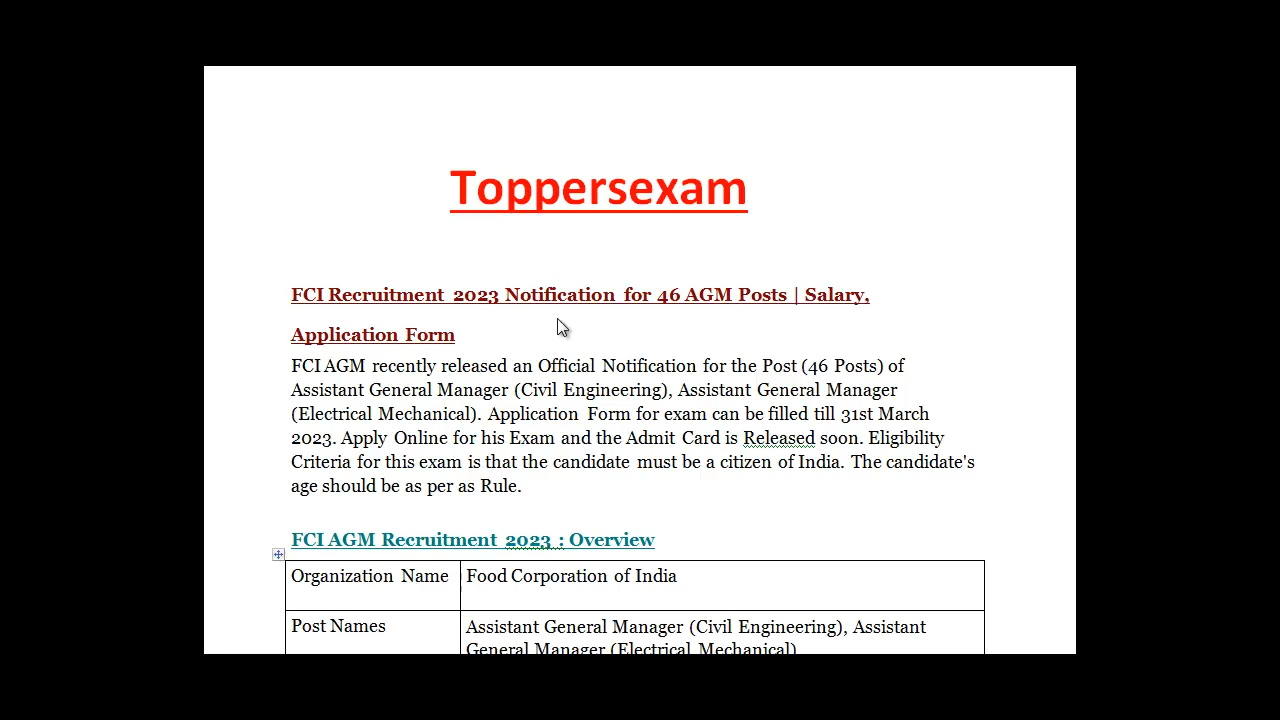 Toppersexam
FCI Recruitment 2023 Notification for 46 AGM Posts | Salary,
Application Form
FCI AGM recently released an Official Notification for the Post (46 Posts) of
Assistant General Manager (Civil Engineering), Assistant General Manager
(Electrical Mechanical). Application Form for exam can be filled till 31st March
2023. Apply Online for his Exam and the Admit Card is Released soon. Eligibility
Criteria for this exam is that the candidate must be a citizen of India. The candidate's
age should be as per as Rule.
FCI AGM Recruitment 2023 : Overview
Organization Name Food Corporation of India
Post Names Assistant General Manager (Civil Engineering), Assistant
General Manager (Electrical Mechanical)